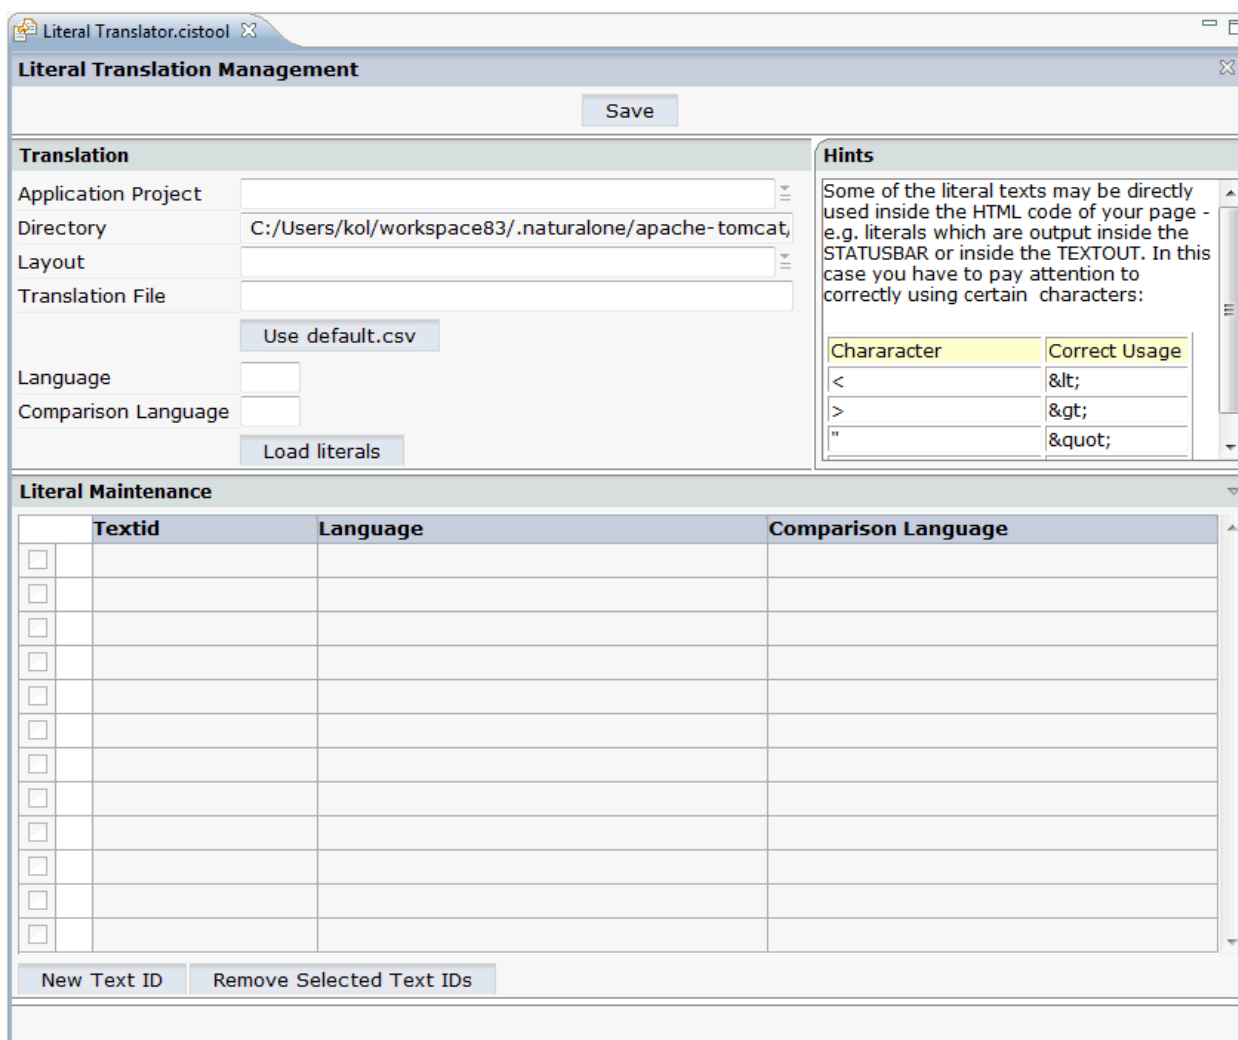 Literal Translator.cistool
Literal Translation Management
Save
Translation
Application Project
Directory C:/Users/kol/workspace83/.naturalone/apache-tomcat/
Layout
Translation File
Use default.csv
Language
Comparison Language
Load literals
Hints
Some of the literal texts may be directly
used inside the HTML code of your page -
e.g. literals which are output inside the
STATUSBAR or inside the TEXTOUT. In this
case you have to pay attention to
correctly using certain characters:
Chararacter Correct Usage
< &lt;
> &gt;
" &quot;
Literal Maintenance
Textid Language Comparison Language
New Text ID Remove Selected Text IDs